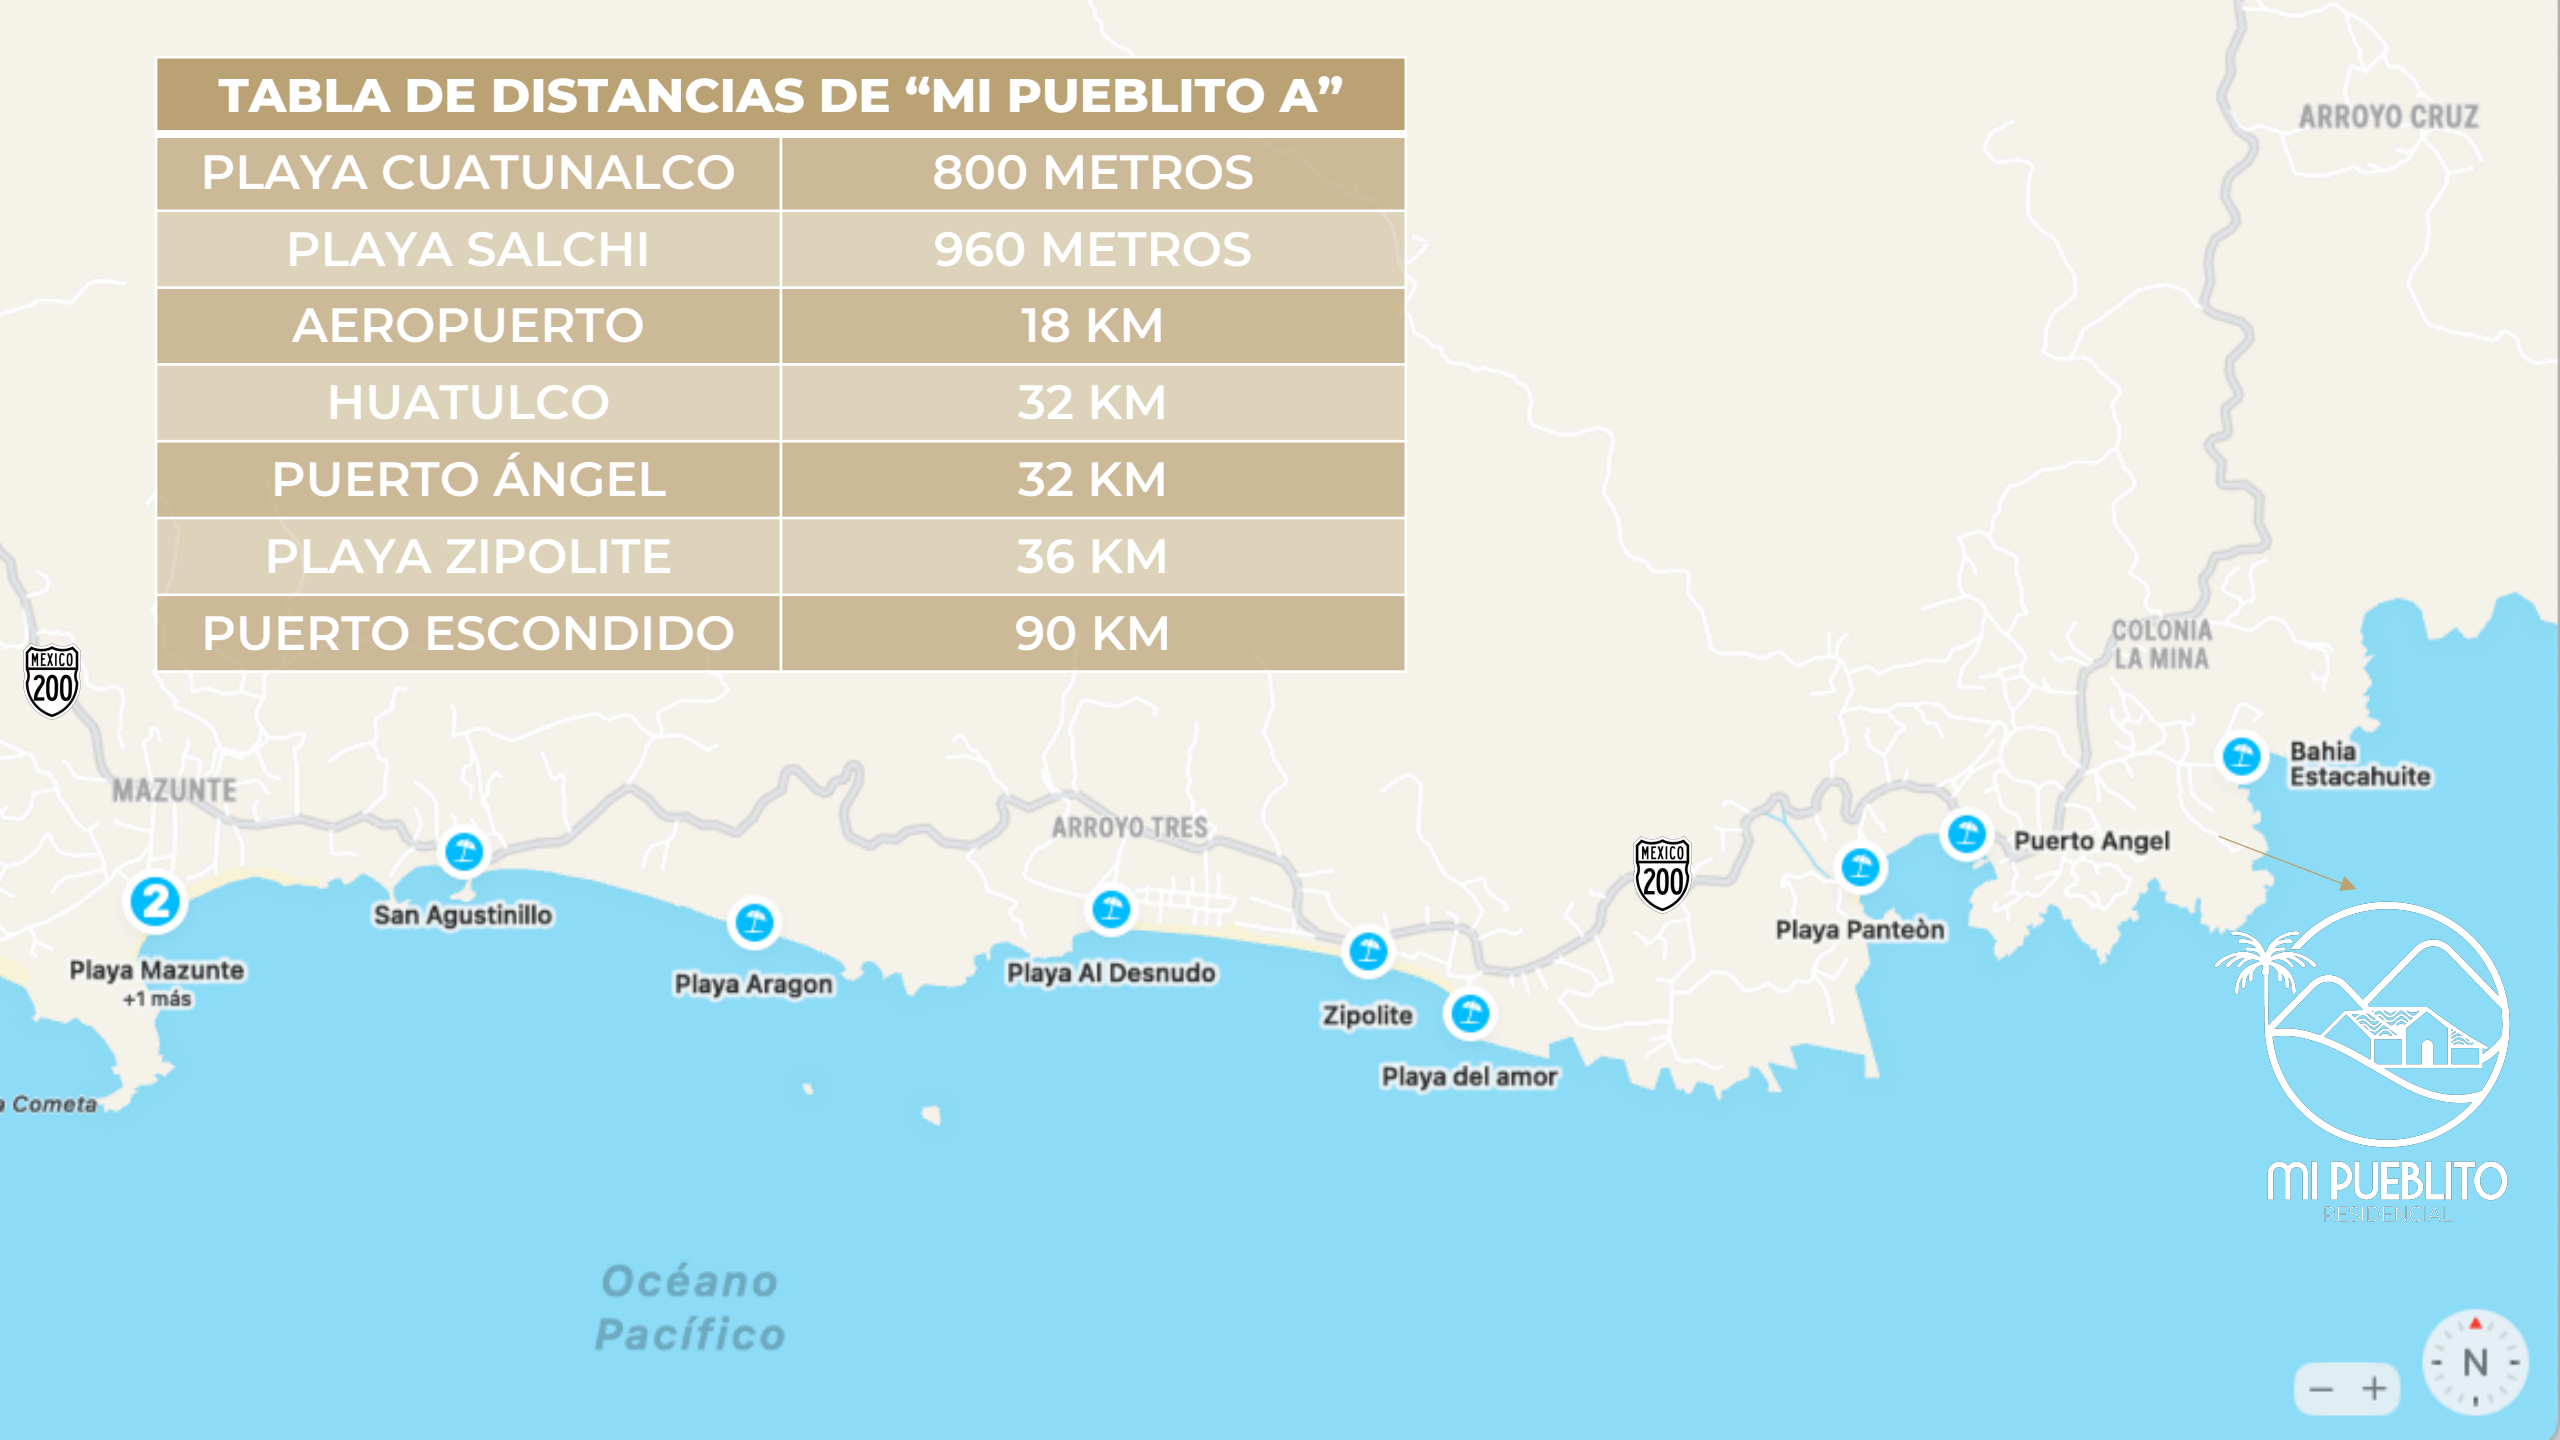 TABLA DE DISTANCIAS DE “MI PUEBLITO A”
PLAYA CUATUNALCO 800 METROS
PLAYA SALCHI 960 METROS
AEROPUERTO 18 KM
HUATULCO 32 KM
PUERTO ÁNGEL 32 KM
PLAYA ZIPOLITE 36 KM
PUERTO ESCONDIDO 90 KM
ARROYO CRUZ
COLONIA
LA MINA
MEXICO
200
Bahia
Estacahuite
MAZUNTE
ARROYO TRES
Puerto Angel
MEXICO
200
San Agustinillo
Playa Panteòn
2
Playa Mazunte
+1 más
Playa Aragon
Playa Al Desnudo
Zipolite
Playa del amor
Cometa
MI PUEBLITO
RESIDENCIAL
Océano
Pacífico
N
− +